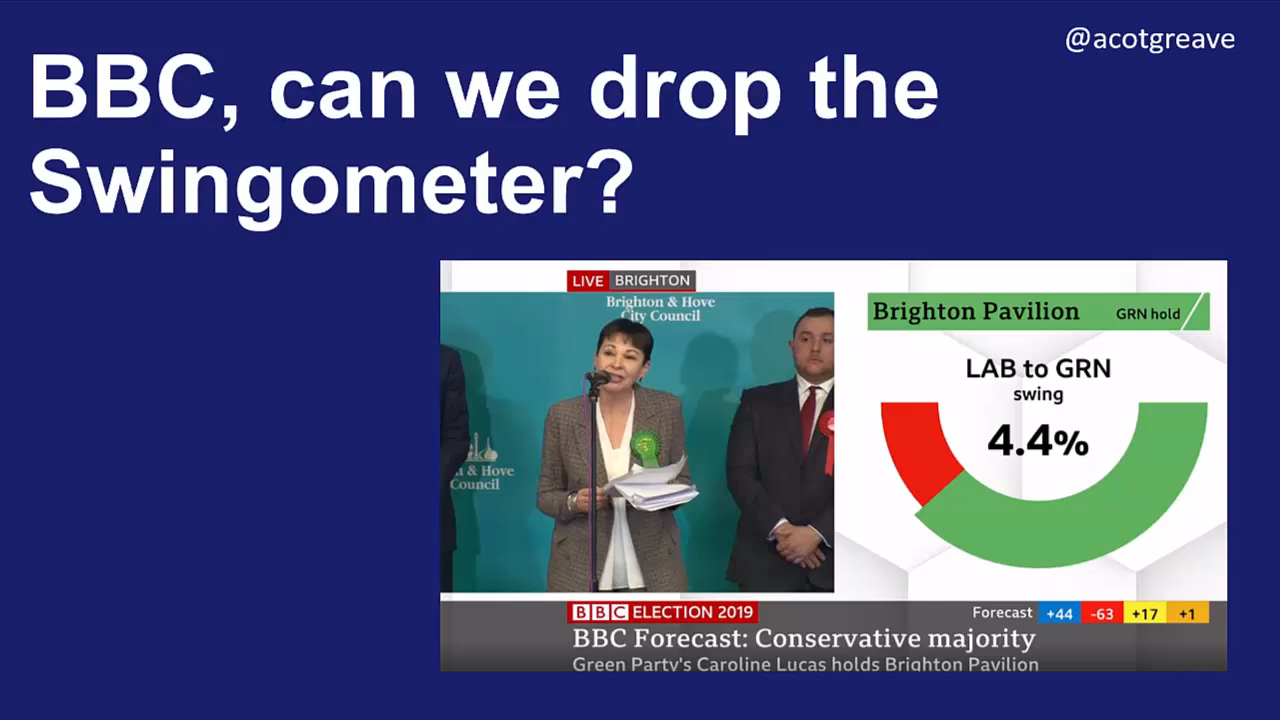 @acotgreave
BBC, can we drop the
Swingometer?
LIVE BRIGHTON
Brighton & Hove
City Council
n & Hove
Council
Brighton Pavilion GRN hold
LAB to GRN
swing
4.4%
BBC ELECTION 2019
Forecast +44 -63 +17 +1
BBC Forecast: Conservative majority
Green Party's Caroline Lucas holds Brighton Pavilion